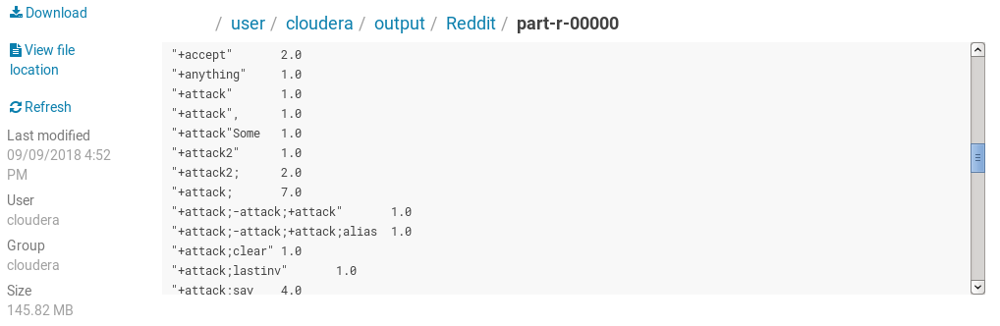 Download
View file
location
Refresh
Last modified
09/09/2018 4:52
PM
User
cloudera
Group
cloudera
Size
145.82 MB
/ user / cloudera / output / Reddit / part-r-00000
"+accept" 2.0
"+anything" 1.0
"+attack" 1.0
"+attack", 1.0
"+attack"Some 1.0
"+attack2" 1.0
"+attack2; 2.0
"+attack; 7.0
"+attack;-attack;+attack" 1.0
"+attack;-attack;+attack;alias 1.0
"+attack;clear" 1.0
"+attack;lastinv" 1.0
"+attack;say 4.0